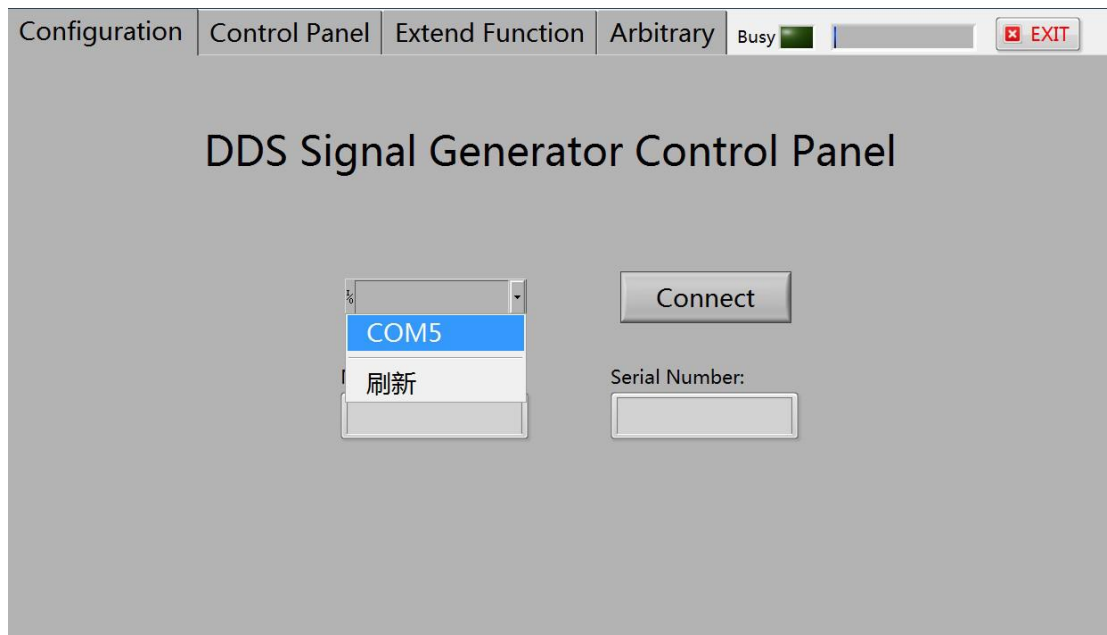 Configuration
Control Panel
Extend Function
Arbitrary
Busy
EXIT
DDS Signal Generator Control Panel
I/O
Connect
COM5
刷新
Serial Number: